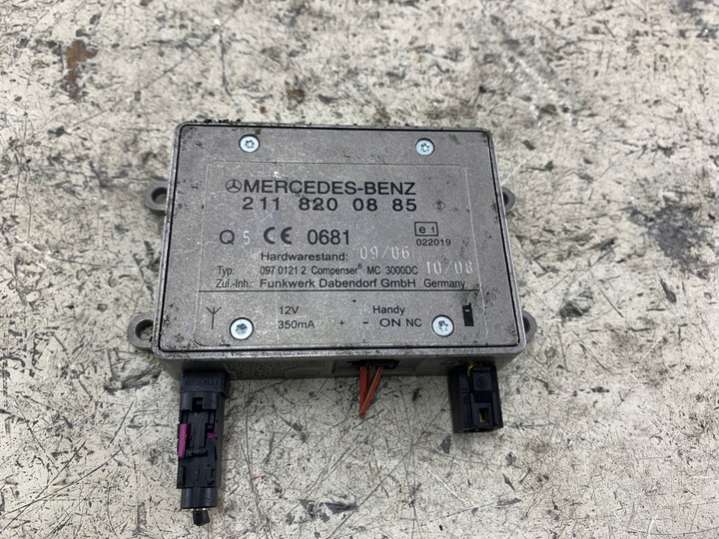 MERCEDES-BENZ
211 820 08 85
Q 5 CE 0681 e1
022019
Hardwarestand: 09/06
Typ: 097 0121 2 Compenser® MC 3000DC 10/08
Zul.-Inh.: Funkwerk Dabendorf GmbH Germany
12V Handy
350mA + - ON NC